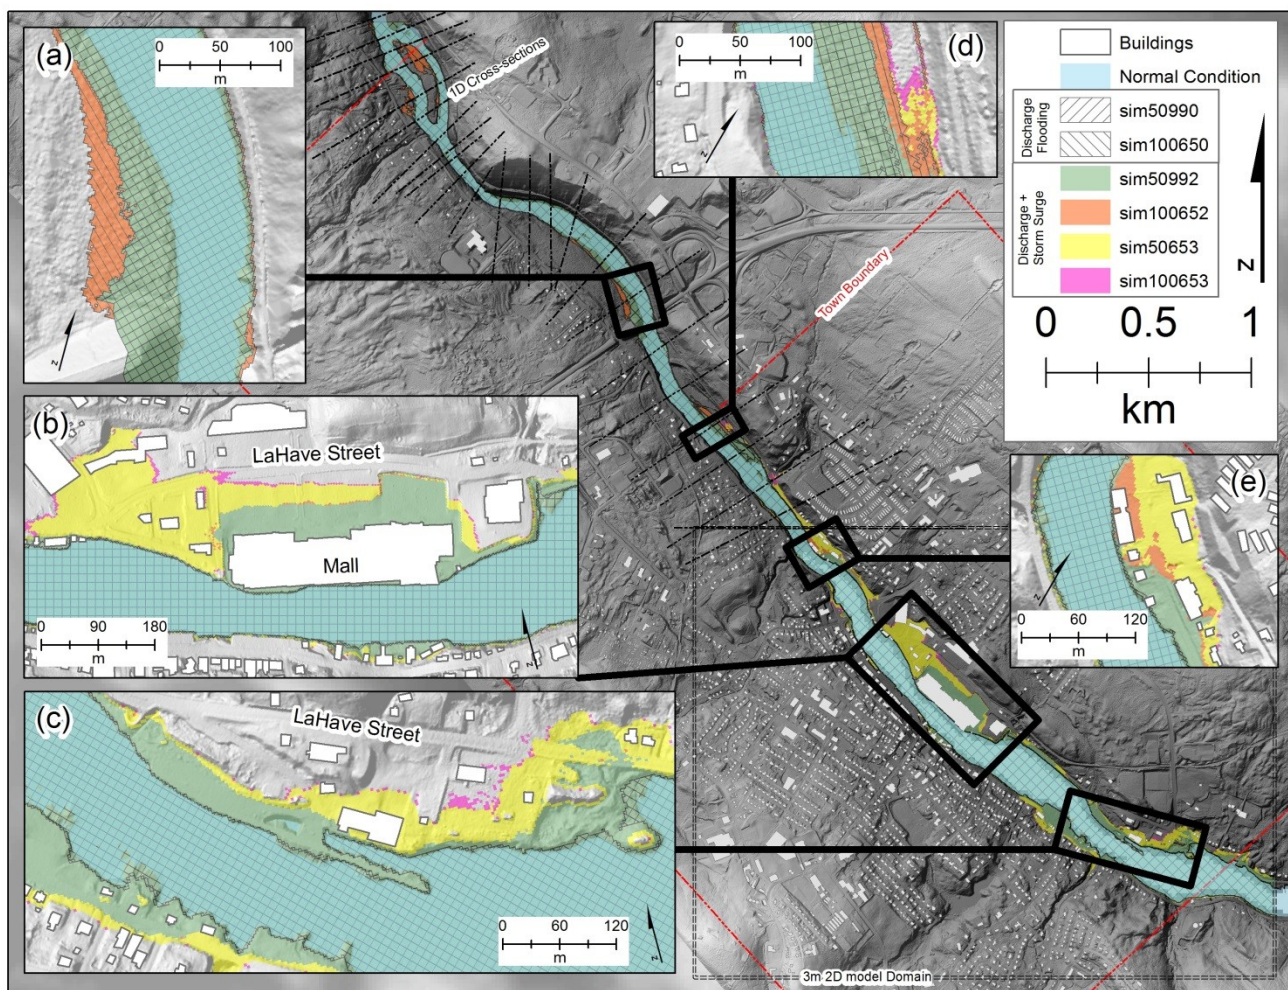 (a)
0 50 100
m
z
1D Cross-sections
(d)
0 50 100
m
z
Buildings
Normal Condition
Discharge
Flooding
sim50990
sim100650
Discharge +
Storm Surge
sim50992
sim100652
sim50653
sim100653
z
0 0.5 1
km
Town Boundary
(b)
LaHave Street
Mall
0 90 180
m
z
(e)
z
0 60 120
m
(c)
LaHave Street
0 60 120
m
z
3m 2D model Domain